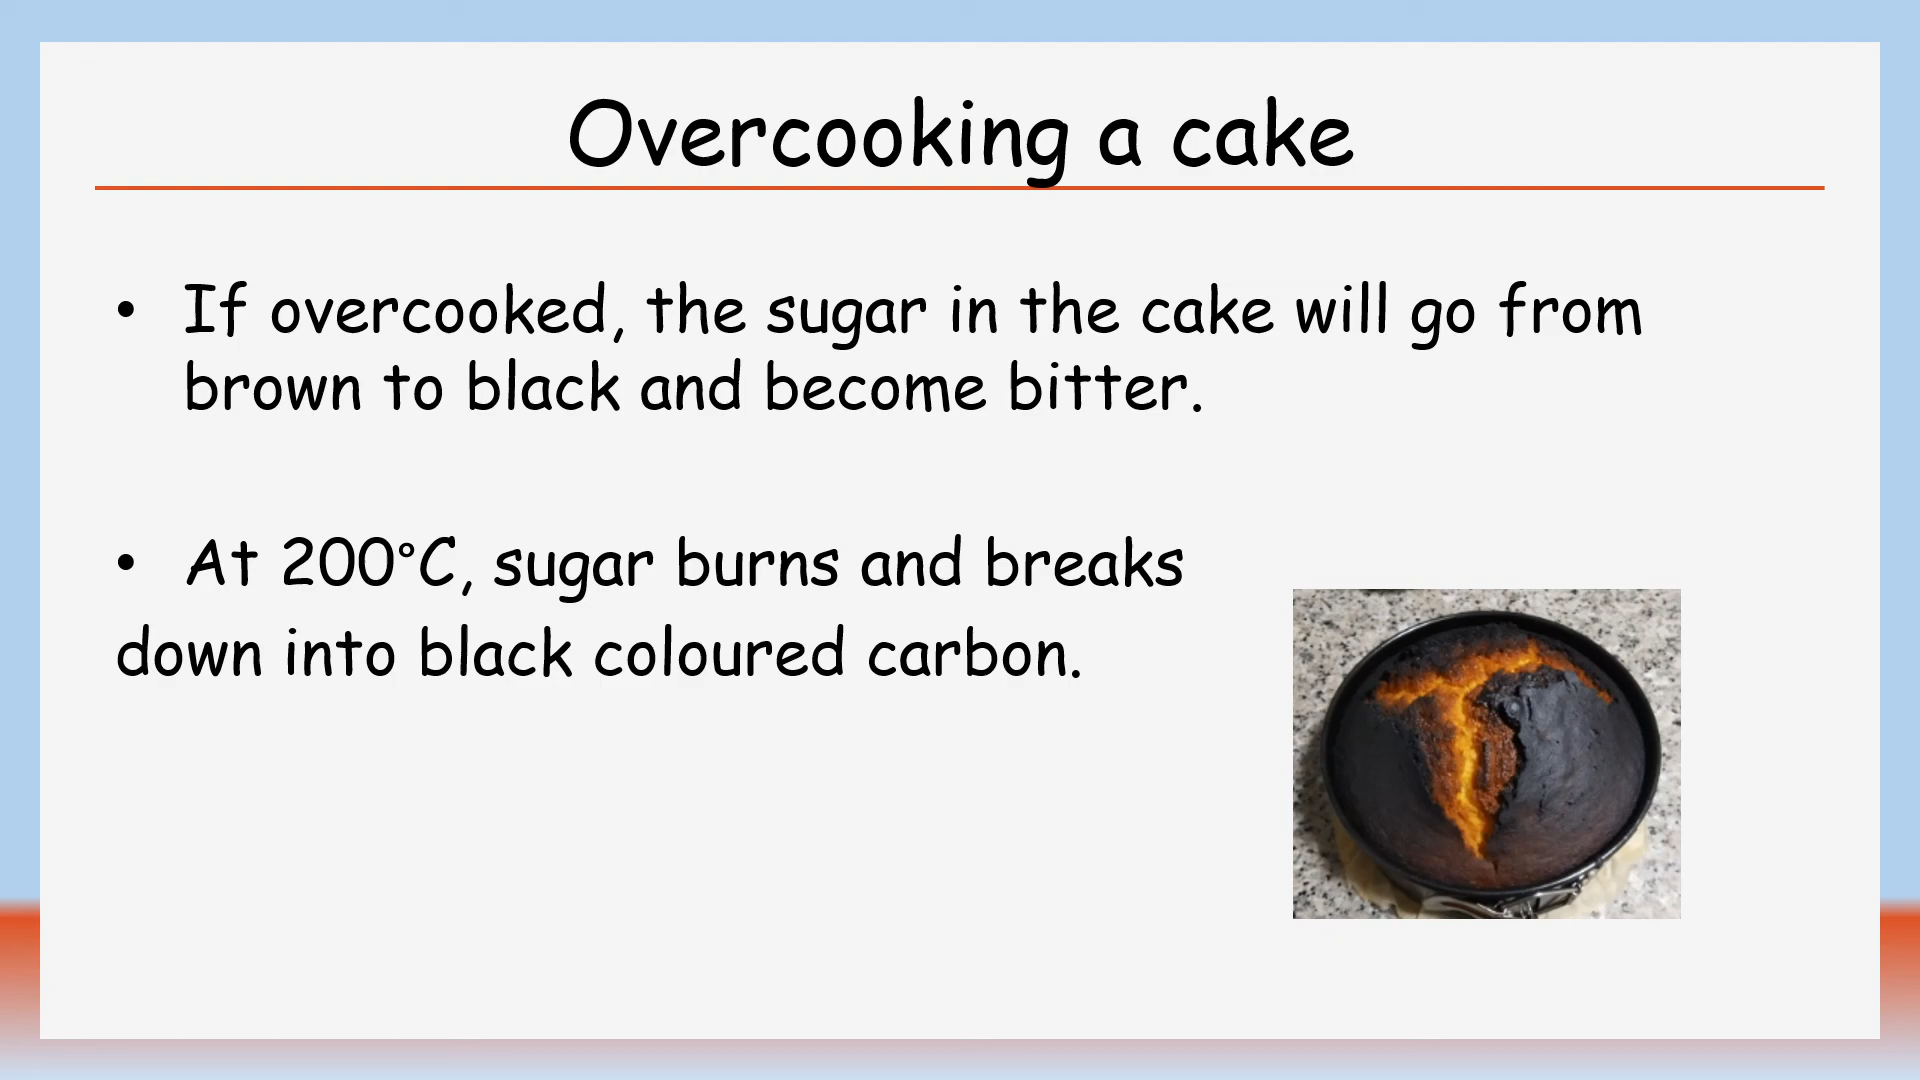 Overcooking a cake
• If overcooked, the sugar in the cake will go from
brown to black and become bitter.
• At 200°C, sugar burns and breaks
down into black coloured carbon.